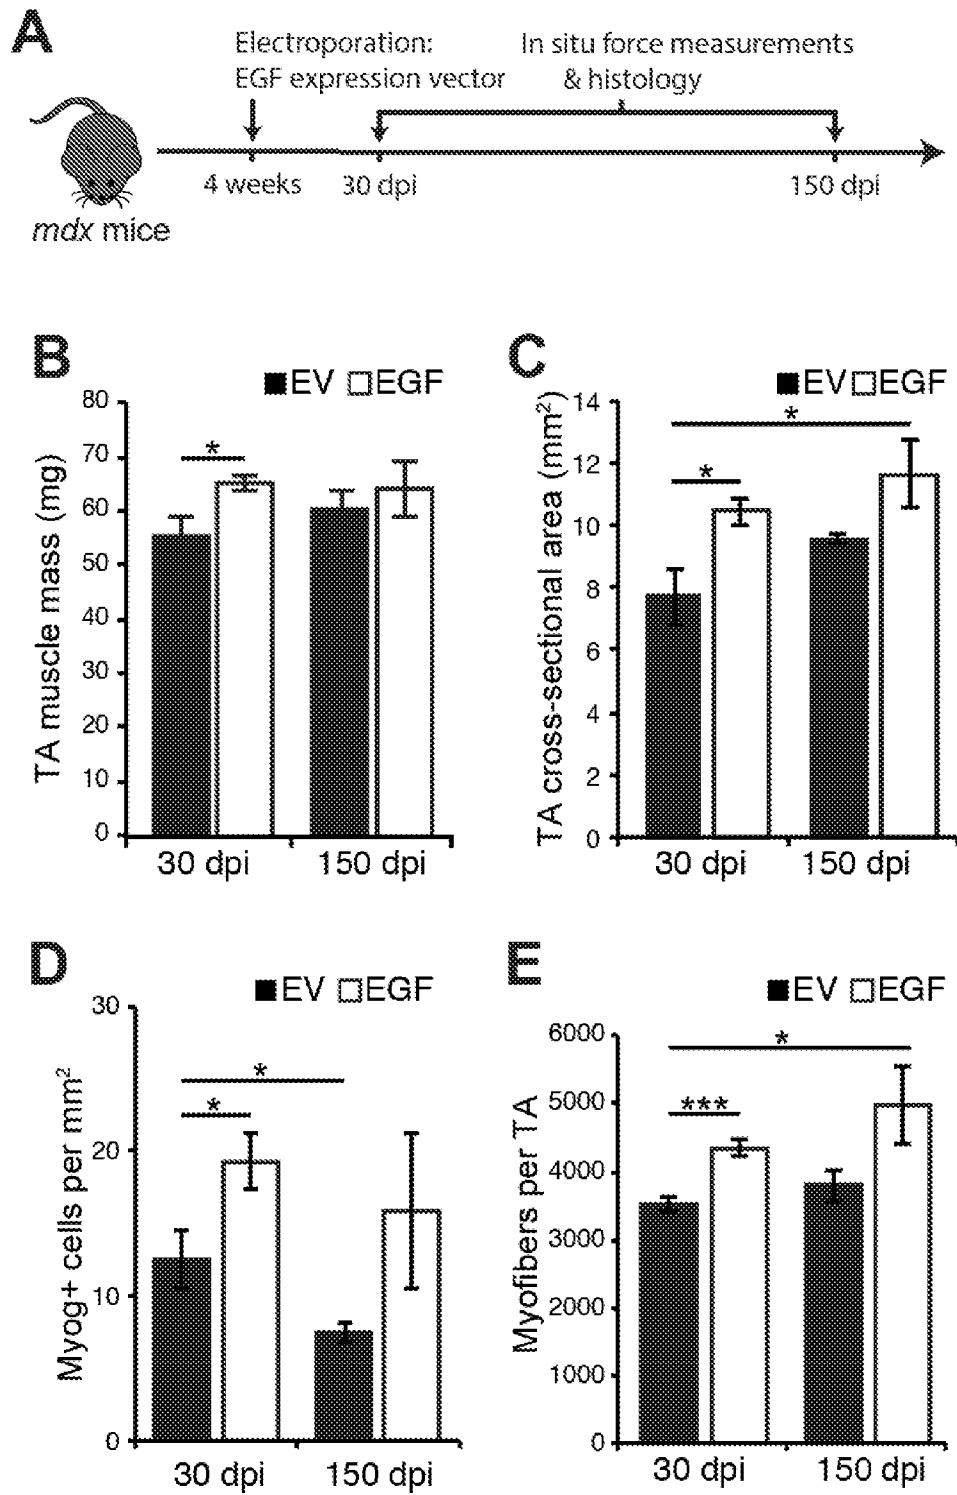 A
Electroporation:
EGF expression vector
In situ force measurements
& histology
4 weeks
30 dpi
150 dpi
mdx mice
B
EV EGF
TA muscle mass (mg)
80
70
60
50
40
30
20
10
0
*
30 dpi
150 dpi
C
EV EGF
TA cross-sectional area (mm²)
14
12
10
8
6
4
2
0
*
*
30 dpi
150 dpi
D
EV EGF
Myog+ cells per mm²
30
20
10
0
*
*
30 dpi
150 dpi
E
EV EGF
Myofibers per TA
6000
5000
4000
3000
2000
1000
0
*
***
30 dpi
150 dpi